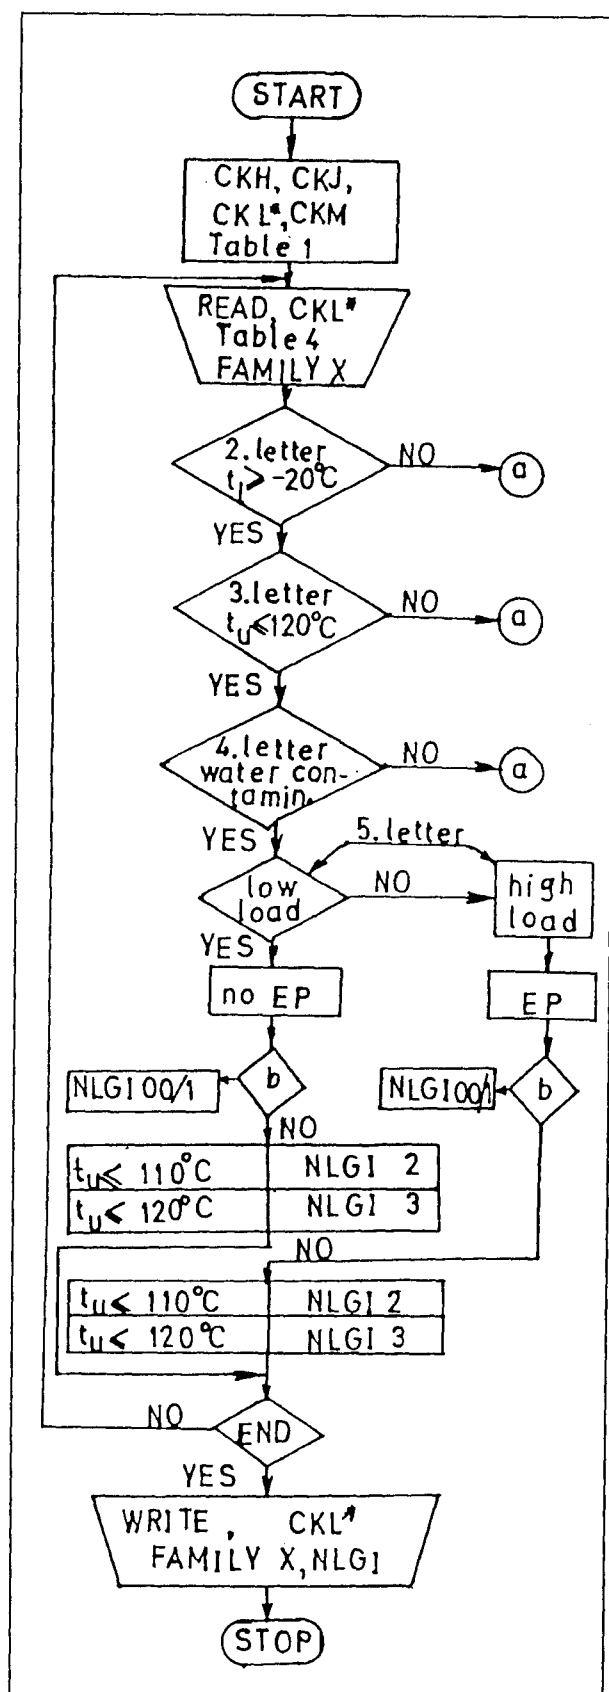 START
CKH, CKJ,
CKL*, CKM
Table 1
READ, CKL*
Table 4
FAMILY X
2. letter
t₁ ⩾ -20°C
NO
a
YES
3. letter
tᵤ ⩽ 120°C
NO
a
YES
4. letter
water con-
tamin.
NO
a
YES
5. letter
low
load
NO
high
load
YES
no EP
EP
NLGI 00/1
b
NLGI 00/1
b
NO
tᵤ ⩽ 110°C NLGI 2
tᵤ ⩽ 120°C NLGI 3
NO
tᵤ ⩽ 110°C NLGI 2
tᵤ ⩽ 120°C NLGI 3
NO
END
YES
WRITE, CKL*
FAMILY X, NLGI
STOP